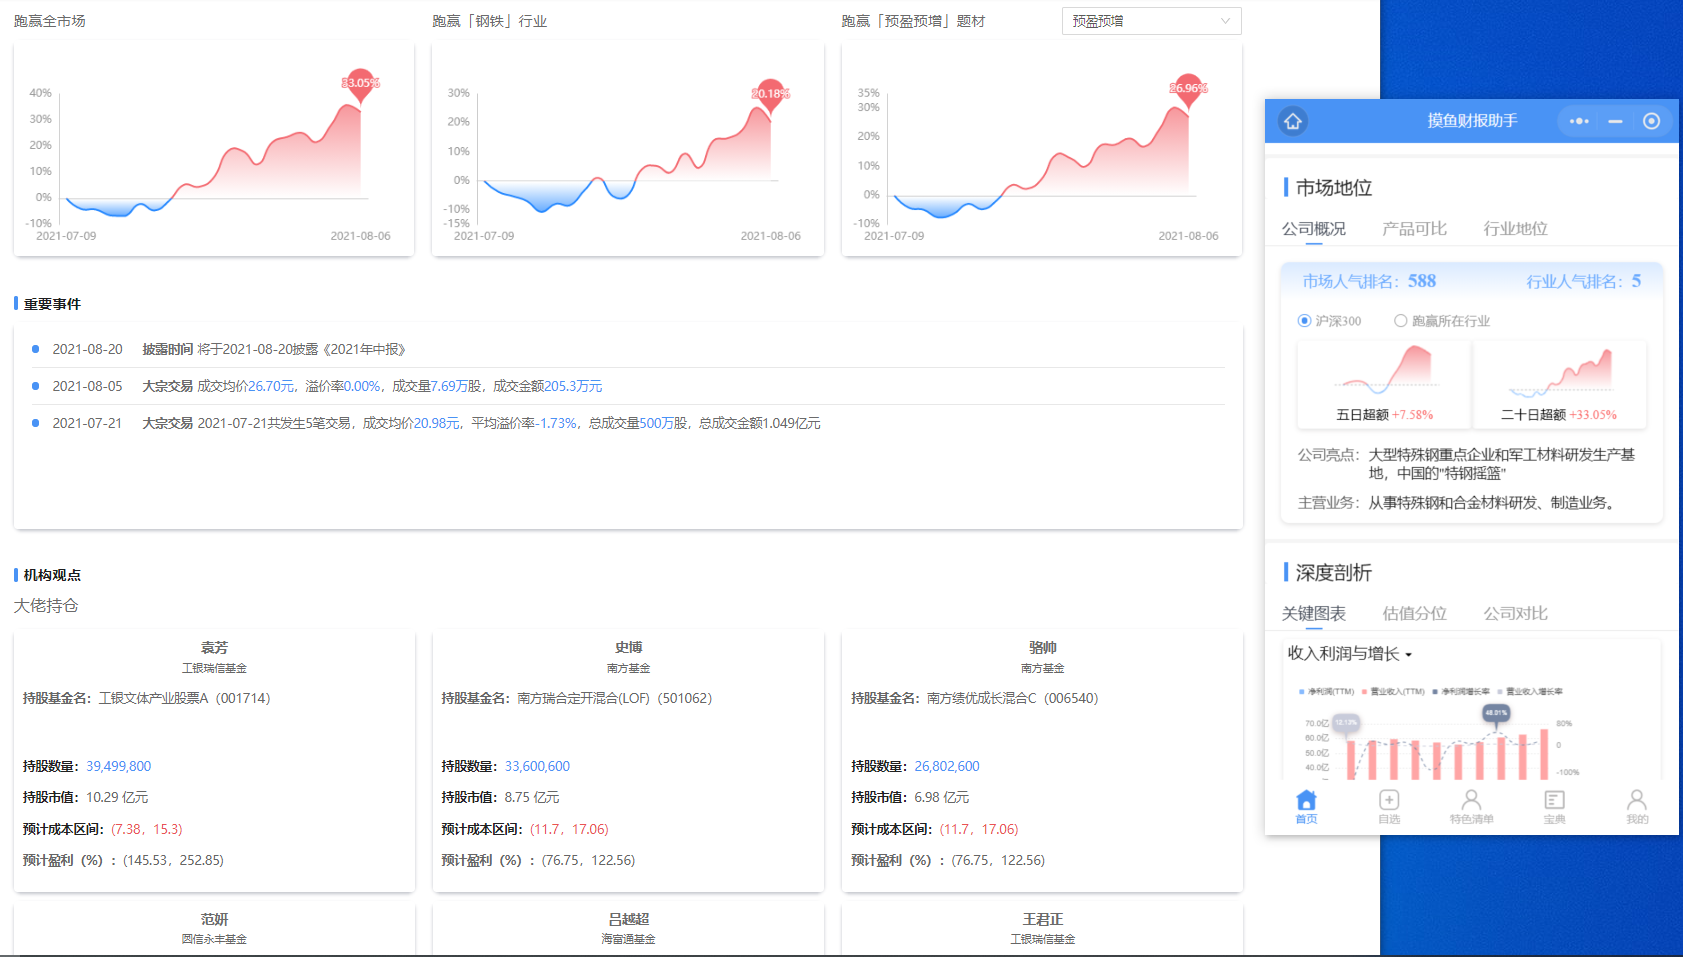 跑赢全市场
跑赢「钢铁」行业
跑赢「预盈预增」题材
预盈预增
33.05%
40%
30%
20%
10%
0%
-10%
2021-07-09
2021-08-06
20.18%
30%
20%
10%
0%
-10%
-15%
2021-07-09
2021-08-06
26.96%
35%
30%
20%
10%
0%
-10%
2021-07-09
2021-08-06
重要事件
2021-08-20 披露时间 将于2021-08-20披露《2021年中报》
2021-08-05 大宗交易 成交均价26.70元，溢价率0.00%，成交量7.69万股，成交金额205.3万元
2021-07-21 大宗交易 2021-07-21共发生5笔交易，成交均价20.98元，平均溢价率-1.73%，总成交量500万股，总成交金额1.049亿元
机构观点
大佬持仓
袁芳
工银瑞信基金
持股基金名：工银文体产业股票A（001714）
持股数量：39,499,800
持股市值：10.29 亿元
预计成本区间：(7.38，15.3)
预计盈利（%）：(145.53，252.85)
史博
南方基金
持股基金名：南方瑞合定开混合(LOF)（501062）
持股数量：33,600,600
持股市值：8.75 亿元
预计成本区间：(11.7，17.06)
预计盈利（%）：(76.75，122.56)
骆帅
南方基金
持股基金名：南方绩优成长混合C（006540）
持股数量：26,802,600
持股市值：6.98 亿元
预计成本区间：(11.7，17.06)
预计盈利（%）：(76.75，122.56)
范妍
圆信永丰基金
吕越超
海富通基金
王君正
工银瑞信基金
摸鱼财报助手
市场地位
公司概况 产品可比 行业地位
市场人气排名：588 行业人气排名：5
沪深300 跑赢所在行业
五日超额 +7.58% 二十日超额 +33.05%
公司亮点：大型特殊钢重点企业和军工材料研发生产基
地，中国的"特钢摇篮"
主营业务：从事特殊钢和合金材料研发、制造业务。
深度剖析
关键图表 估值分位 公司对比
收入利润与增长
净利润(TTM) 营业收入(TTM) 净利润增长率 营业收入增长率
12.13%
48.01%
70.0亿
60.0亿
50.0亿
40.0亿
80%
0
-100%
首页 自选 特色清单 宝典 我的